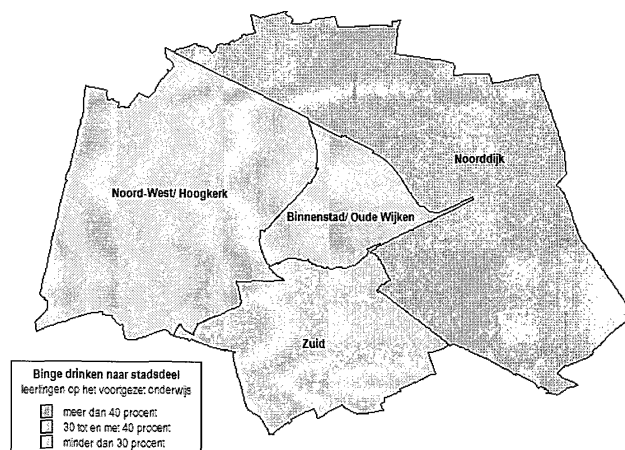 Noorddijk
Noord-West/ Hoogkerk
Binnenstad/ Oude Wijken
Zuid
Binge drinken naar stadsdeel
leerlingen op het voortgezet onderwijs
meer dan 40 procent
30 tot en met 40 procent
minder dan 30 procent